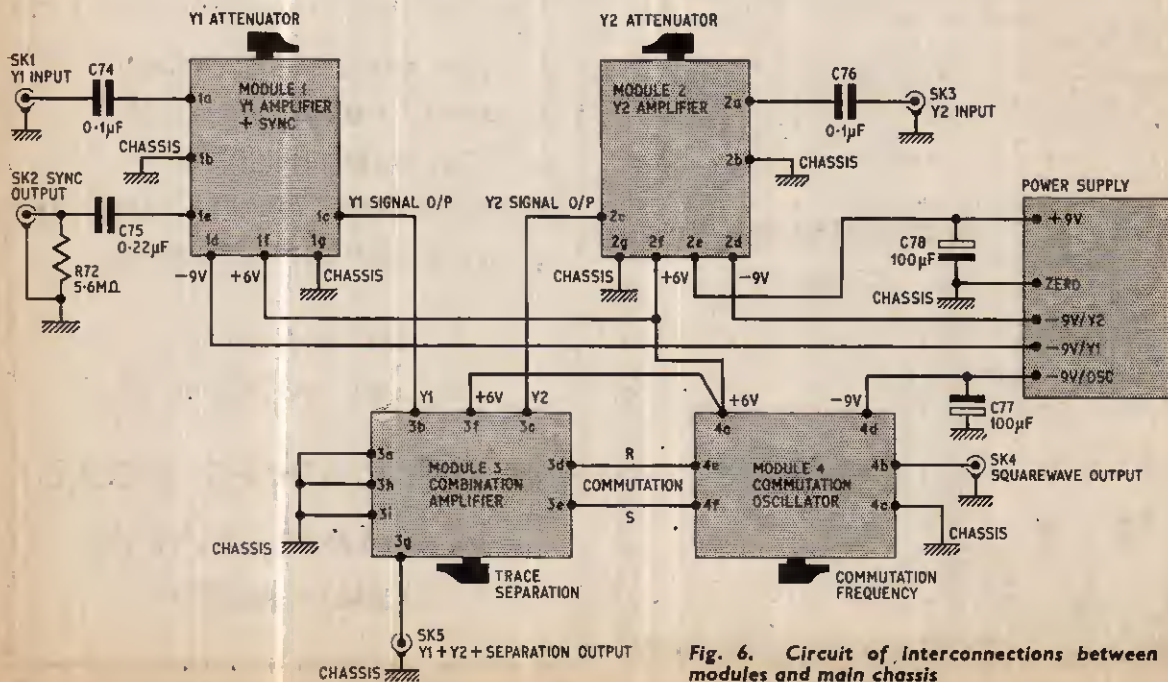 Y1 ATTENUATOR
Y2 ATTENUATOR
SK1
Y1 INPUT
C74
0·1μF
1a
MODULE 1
Y1 AMPLIFIER
+ SYNC
CHASSIS
1b
SK2 SYNC
OUTPUT
C75
0·22μF
1e
R72
5·6MΩ
1c
Y1 SIGNAL O/P
1d
1f
1g
-9V
+6V
CHASSIS
MODULE 2
Y2 AMPLIFIER
2a
C76
0·1μF
SK3
Y2 INPUT
2b
CHASSIS
Y2 SIGNAL O/P
2c
2g
2f
2e
2d
CHASSIS
+6V
-9V
POWER SUPPLY
+9V
C78
100μF
CHASSIS
ZERO
-9V/Y2
-9V/Y1
-9V/OSC
C77
100μF
Y1
+6V
Y2
3b
3f
3c
3a
3h
3i
MODULE 3
COMBINATION
AMPLIFIER
3d
3e
3g
CHASSIS
TRACE
SEPARATION
R
COMMUTATION
S
+6V
-9V
4a
4d
4e
4f
MODULE 4
COMMUTATION
OSCILLATOR
4b
4c
SK4
SQUAREWAVE OUTPUT
CHASSIS
COMMUTATION
FREQUENCY
SK5
Y1+Y2+SEPARATION OUTPUT
CHASSIS
Fig. 6. Circuit of interconnections between
modules and main chassis